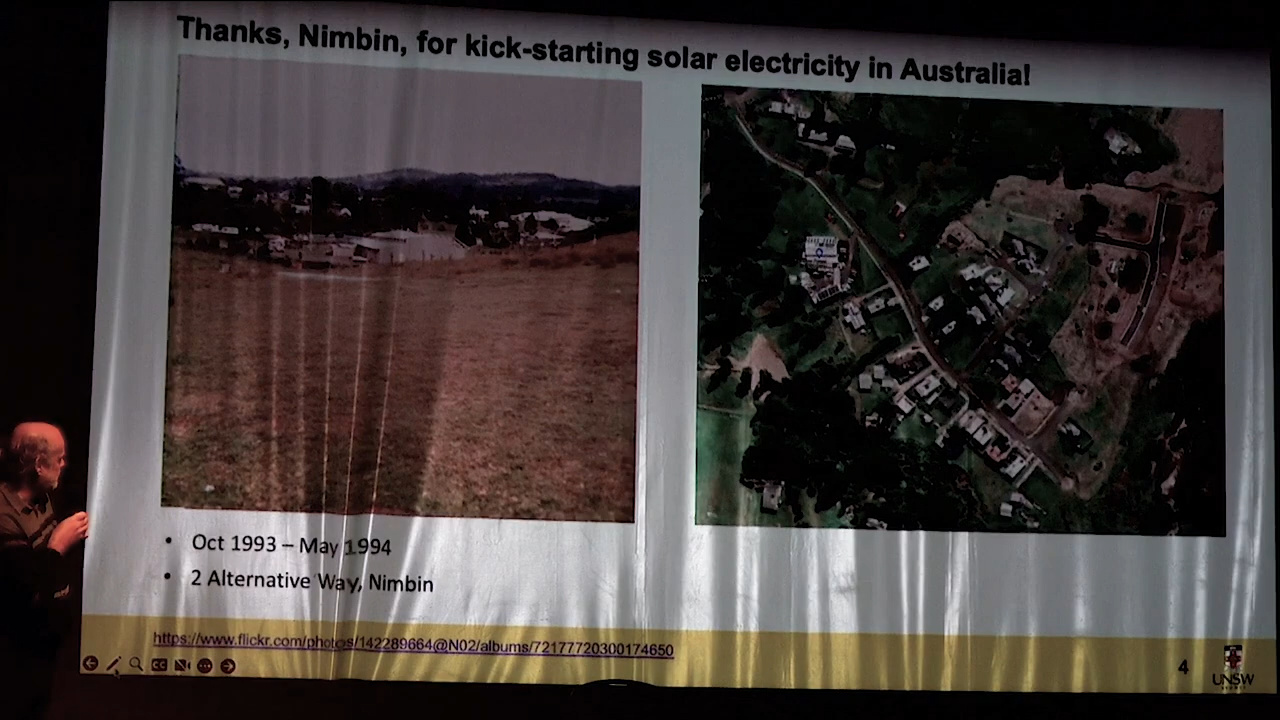 Thanks, Nimbin, for kick-starting solar electricity in Australia!
• Oct 1993 – May 1994
• 2 Alternative Way, Nimbin
https://www.flickr.com/photos/142289664@N02/albums/72177720300174650
CC
4
UNSW